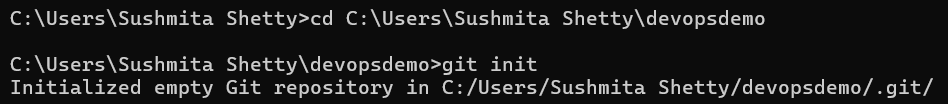 C:\Users\Sushmita Shetty>cd C:\Users\Sushmita Shetty\devopsdemo
C:\Users\Sushmita Shetty\devopsdemo>git init
Initialized empty Git repository in C:/Users/Sushmita Shetty/devopsdemo/.git/